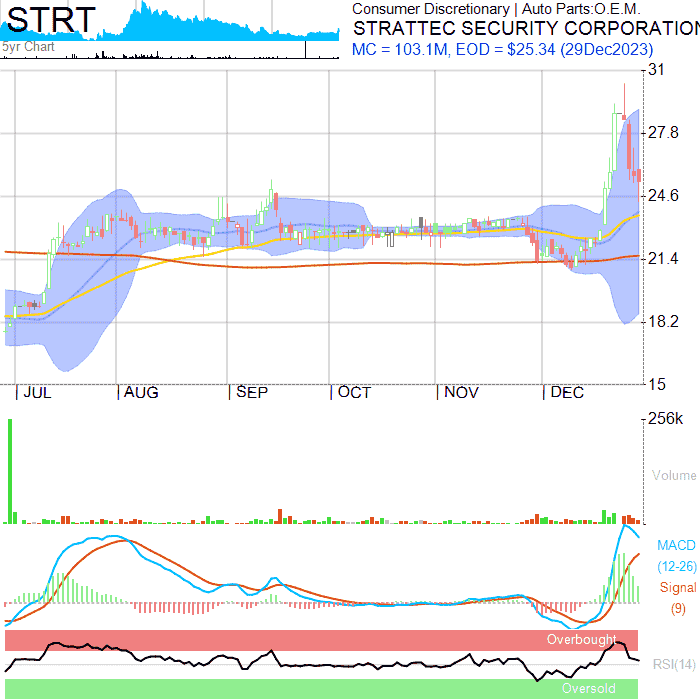 STRT
5yr Chart
Consumer Discretionary | Auto Parts:O.E.M.
STRATTEC SECURITY CORPORATION
MC = 103.1M, EOD = $25.34 (29Dec2023)
31
27.8
24.6
21.4
18.2
15
|JUL |AUG |SEP |OCT |NOV |DEC
256k
Volume
MACD
(12-26)
Signal
(9)
Overbought
RSI(14)
Oversold